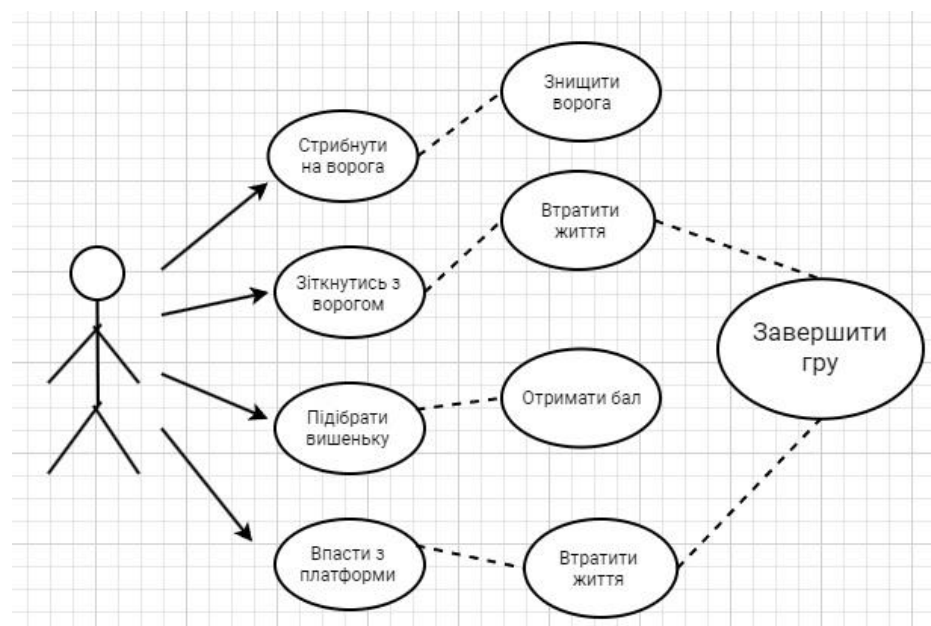 Знищити
ворога
Стрибнути
на ворога
Втратити
життя
Зіткнутись з
ворогом
Завершити
гру
Отримати бал
Підібрати
вишеньку
Впасти з
платформи
Втратити
життя